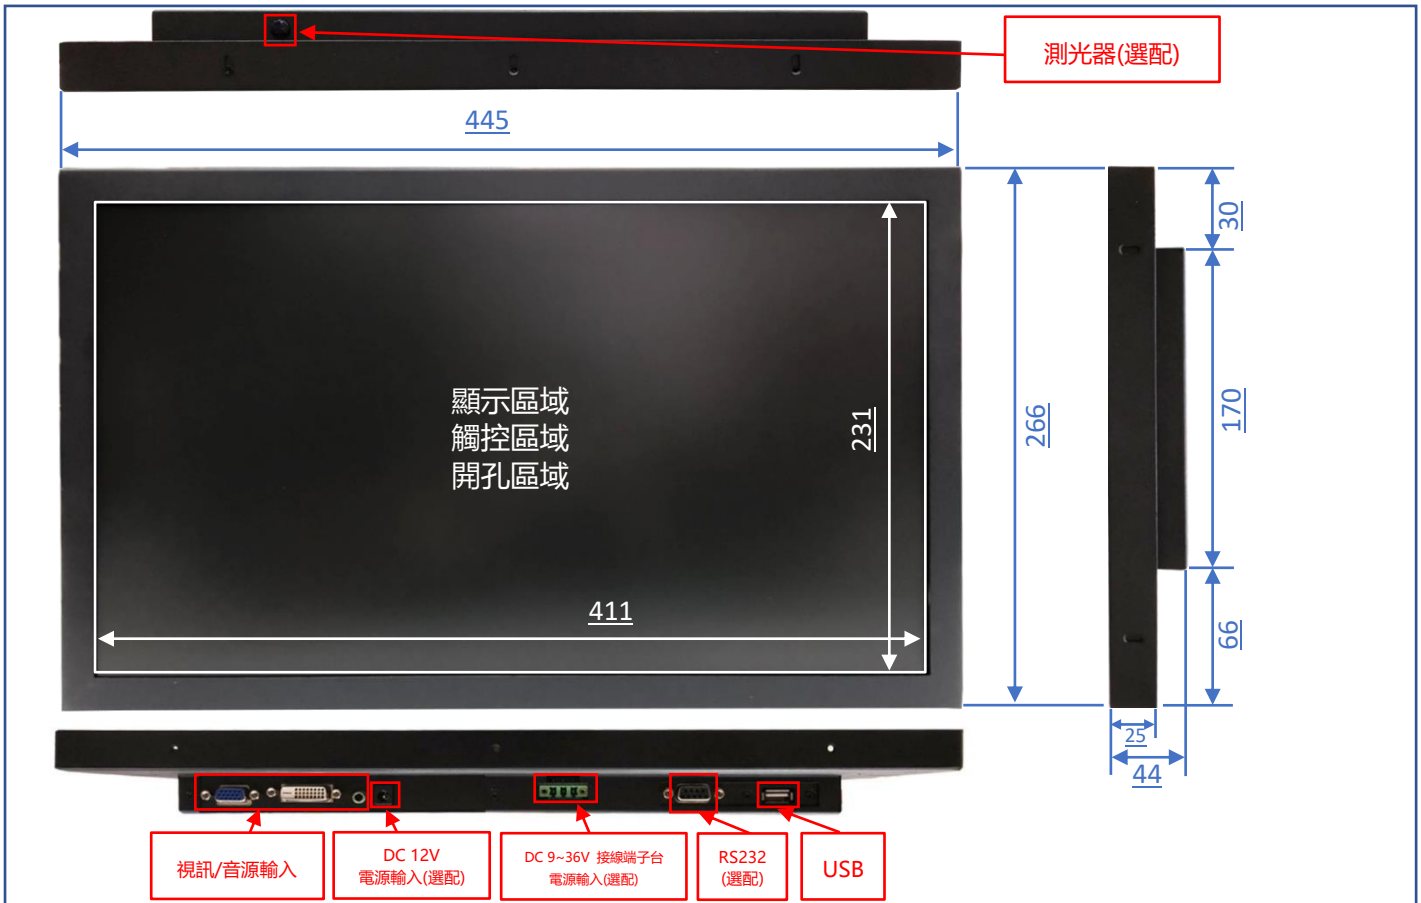 測光器(選配)
445
30
顯示區域
觸控區域
開孔區域
231
266
170
411
66
25
44
視訊/音源輸入
DC 12V
電源輸入(選配)
DC 9~36V 接線端子台
電源輸入(選配)
RS232
(選配)
USB